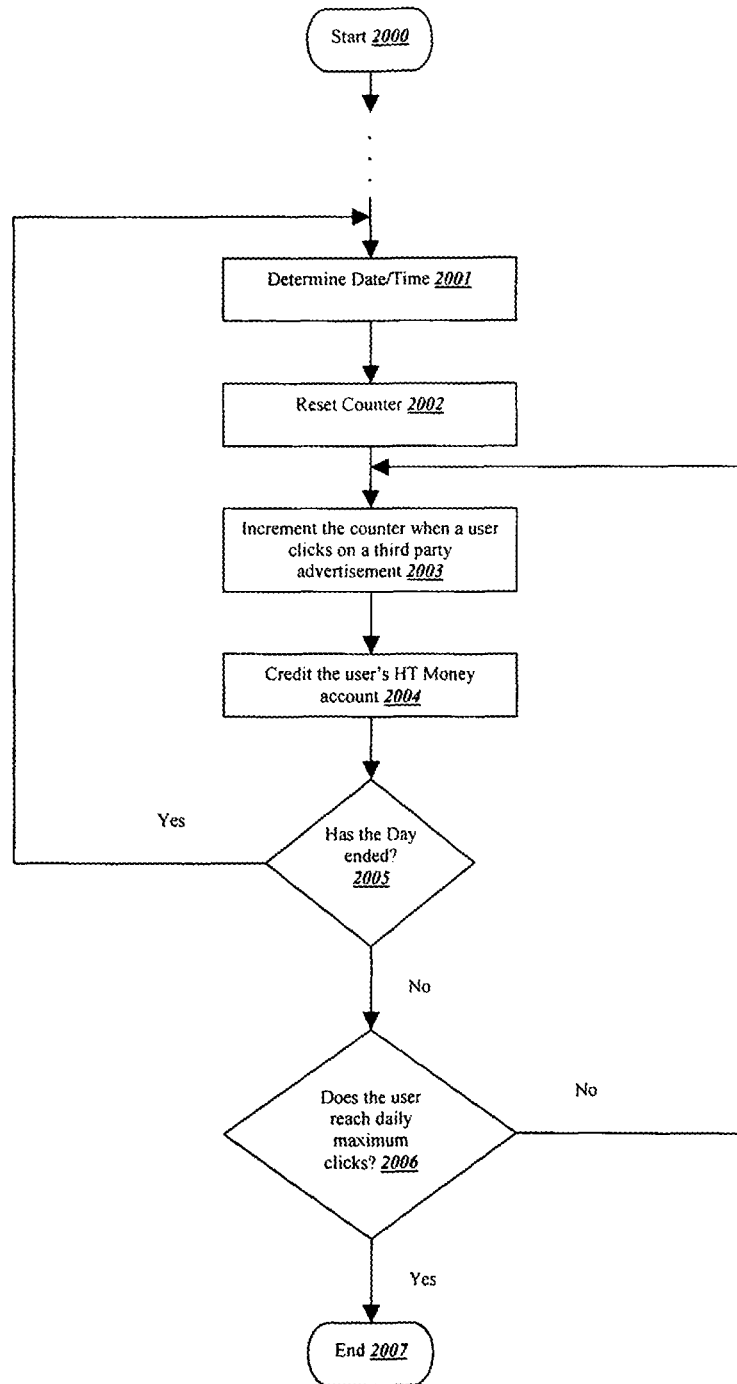 Start 2000
Determine Date/Time 2001
Reset Counter 2002
Increment the counter when a user
clicks on a third party
advertisement 2003
Credit the user's HT Money
account 2004
Yes
Has the Day
ended?
2005
No
Does the user
reach daily
maximum
clicks? 2006
No
Yes
End 2007